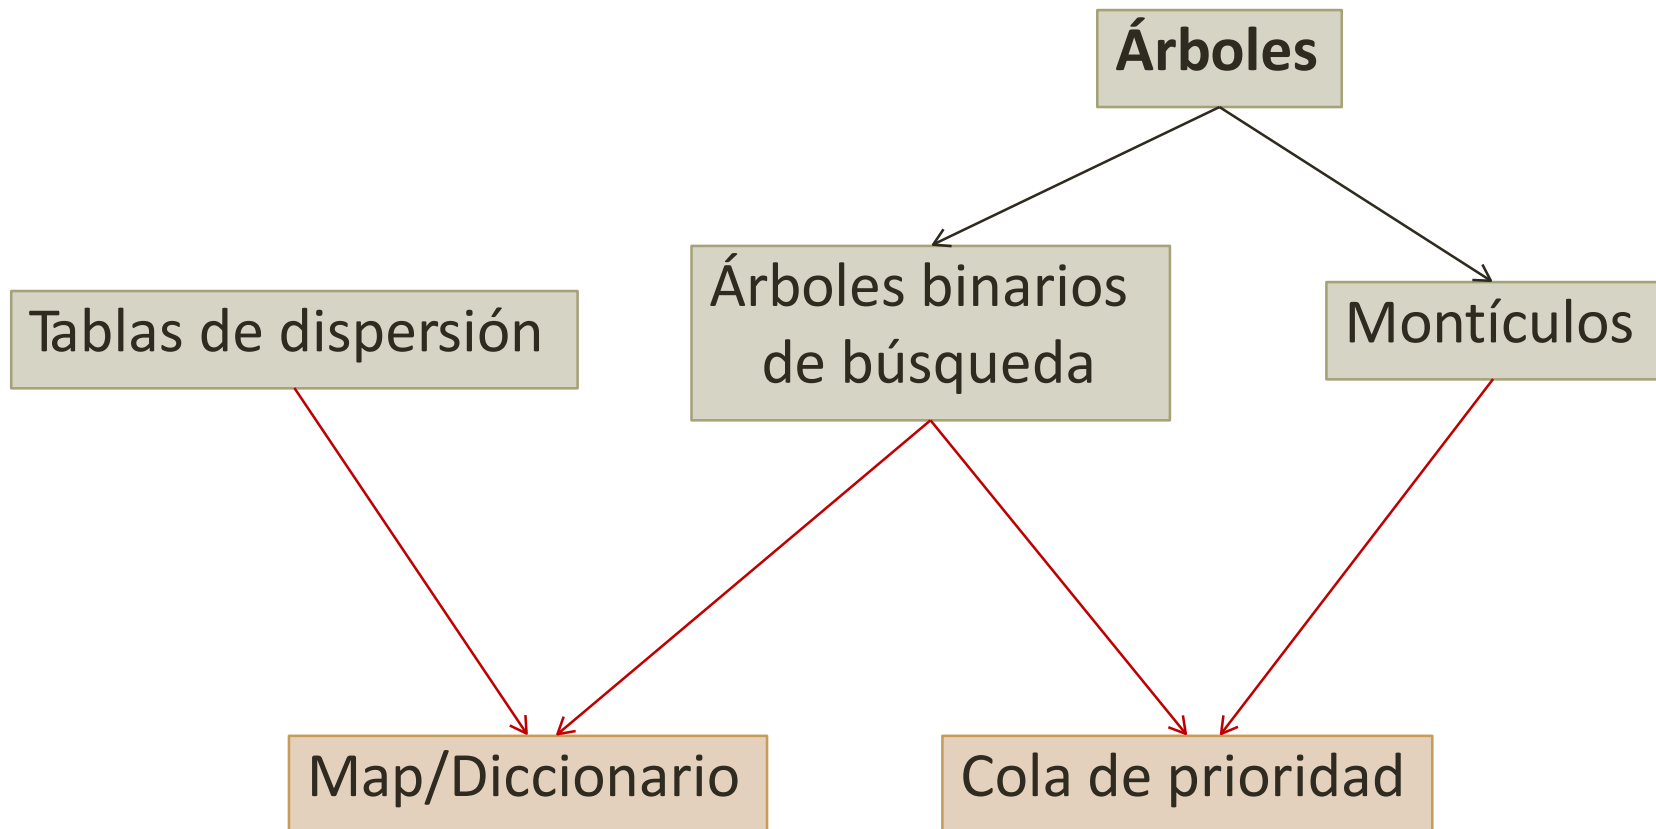 Árboles
Árboles binarios
de búsqueda
Tablas de dispersión
Montículos
Map/Diccionario
Cola de prioridad